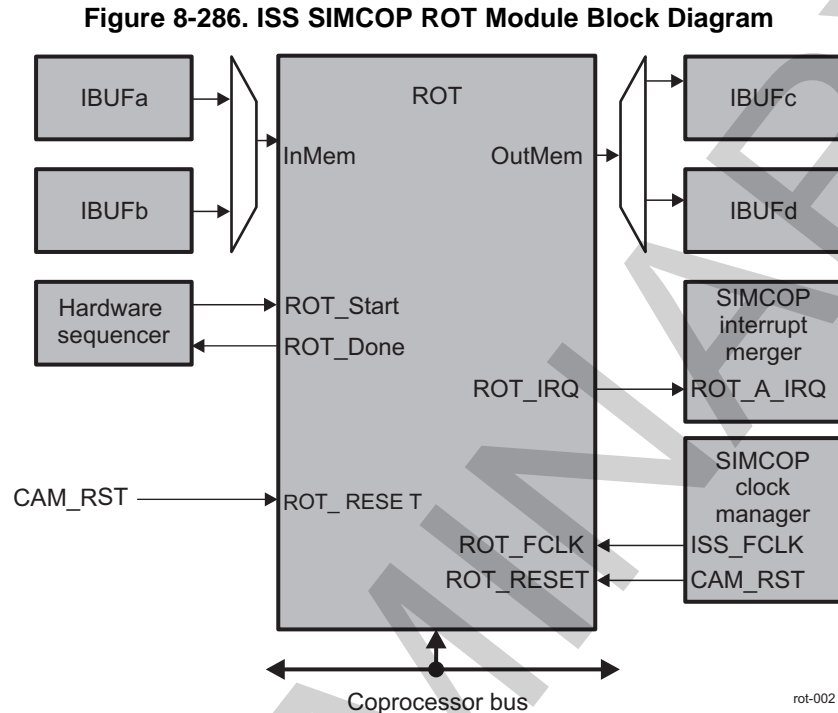 Figure 8-286. ISS SIMCOP ROT Module Block Diagram
IBUFa
IBUFb
Hardware
sequencer
CAM_RST
ROT
InMem
OutMem
ROT_Start
ROT_Done
ROT_IRQ
ROT_ RESE T
ROT_FCLK
ROT_RESET
IBUFc
IBUFd
SIMCOP
interrupt
merger
ROT_A_IRQ
SIMCOP
clock
manager
ISS_FCLK
CAM_RST
Coprocessor bus
rot-002